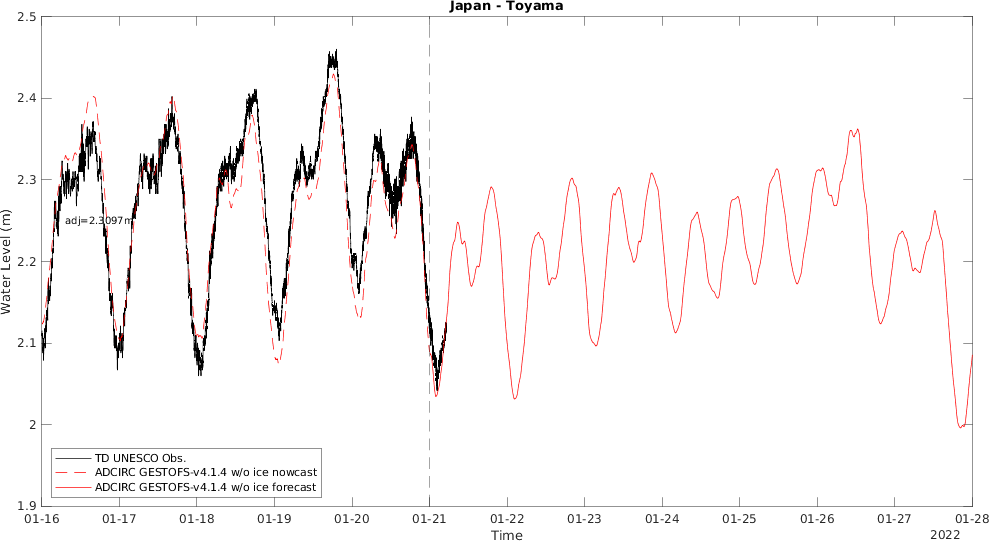 Japan - Toyama
2.5
2.4
2.3
2.2
2.1
2
1.9
Water Level (m)
adj=2.3097m
TD UNESCO Obs.
ADCIRC GESTOFS-v4.1.4 w/o ice nowcast
ADCIRC GESTOFS-v4.1.4 w/o ice forecast
01-16 01-17 01-18 01-19 01-20 01-21 01-22 01-23 01-24 01-25 01-26 01-27 01-28
Time
2022